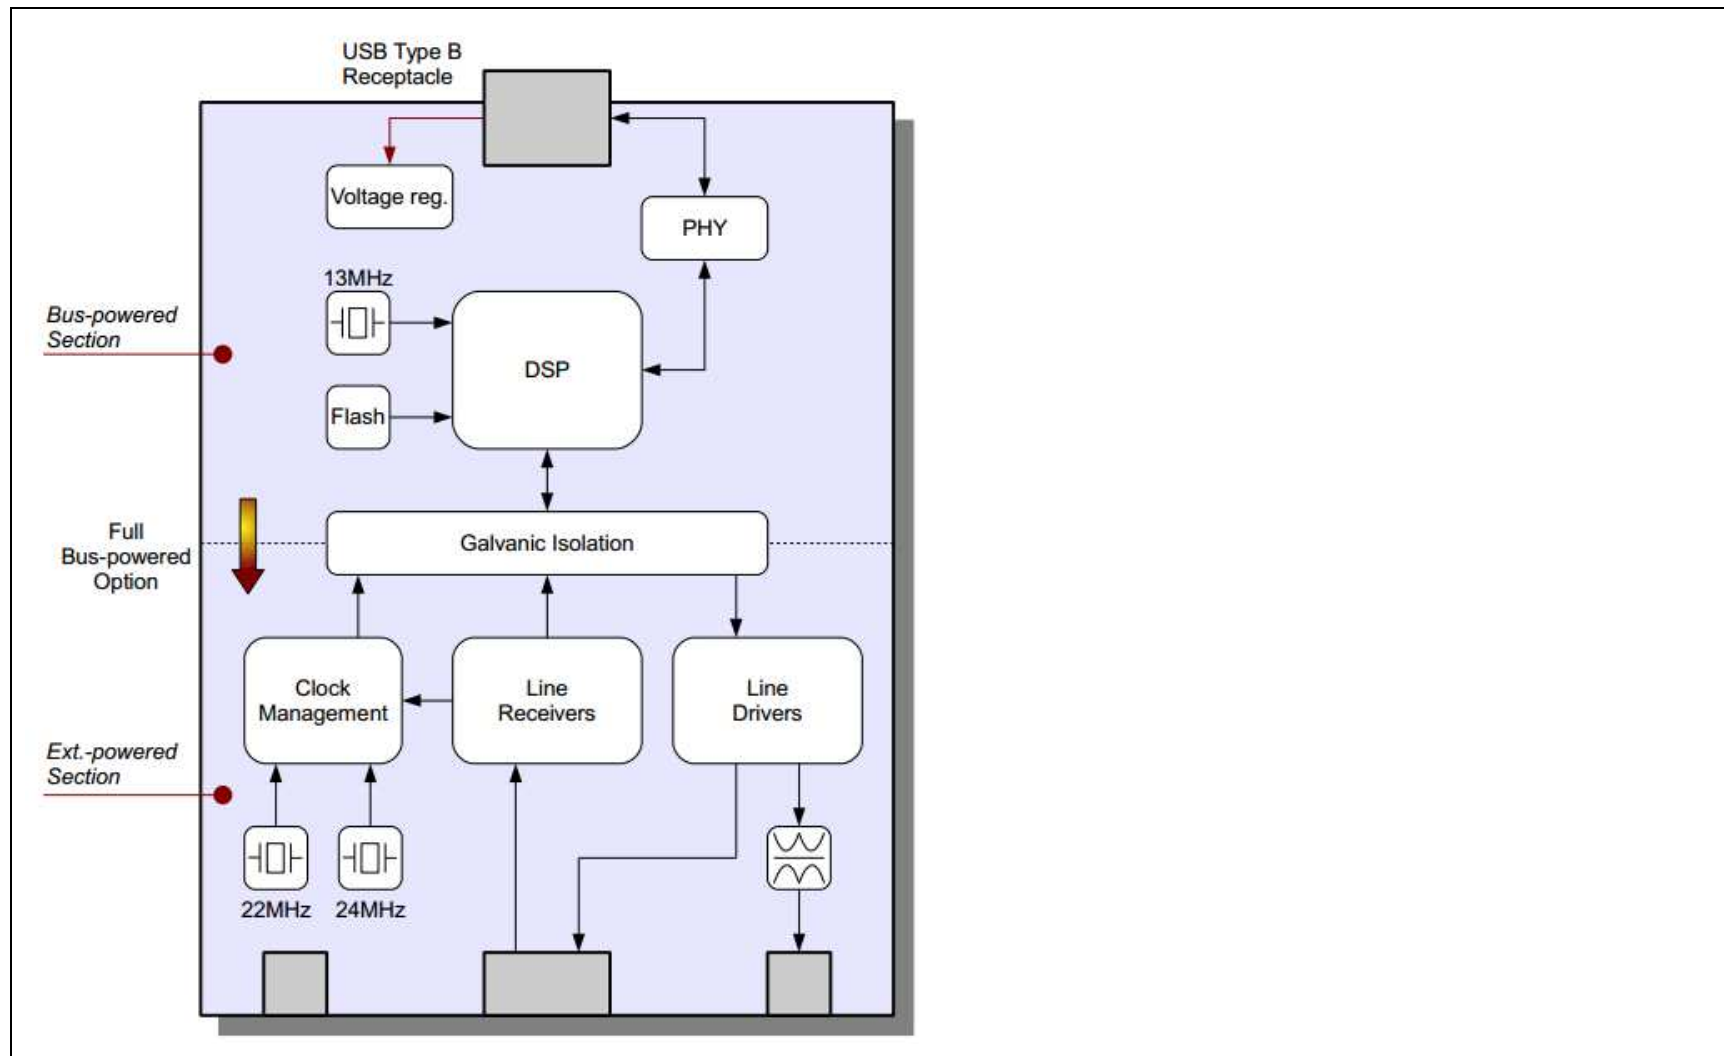 USB Type B
Receptacle
Voltage reg.
PHY
13MHz
Bus-powered
Section
DSP
Flash
Full
Bus-powered
Option
Galvanic Isolation
Clock
Management
Line
Receivers
Line
Drivers
Ext.-powered
Section
22MHz
24MHz